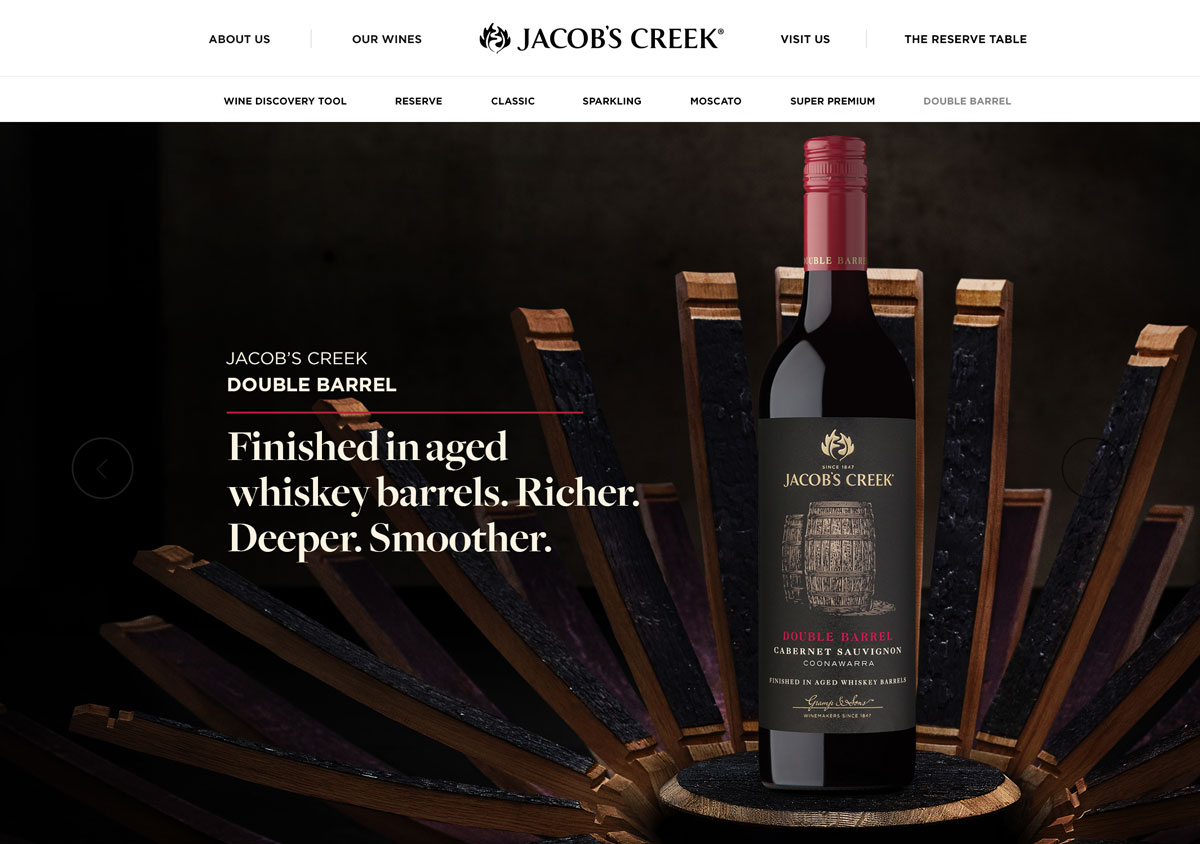 ABOUT US
OUR WINES
JACOB'S CREEK®
VISIT US
THE RESERVE TABLE
WINE DISCOVERY TOOL
RESERVE
CLASSIC
SPARKLING
MOSCATO
SUPER PREMIUM
DOUBLE BARREL
JACOB’S CREEK
DOUBLE BARREL
Finished in aged
whiskey barrels. Richer.
Deeper. Smoother.
DOUBLE BARREL
SINCE 1847
JACOB'S CREEK
DOUBLE BARREL
CABERNET SAUVIGNON
COONAWARRA
FINISHED IN AGED WHISKEY BARRELS
Gramp & Sons
WINEMAKERS SINCE 1847